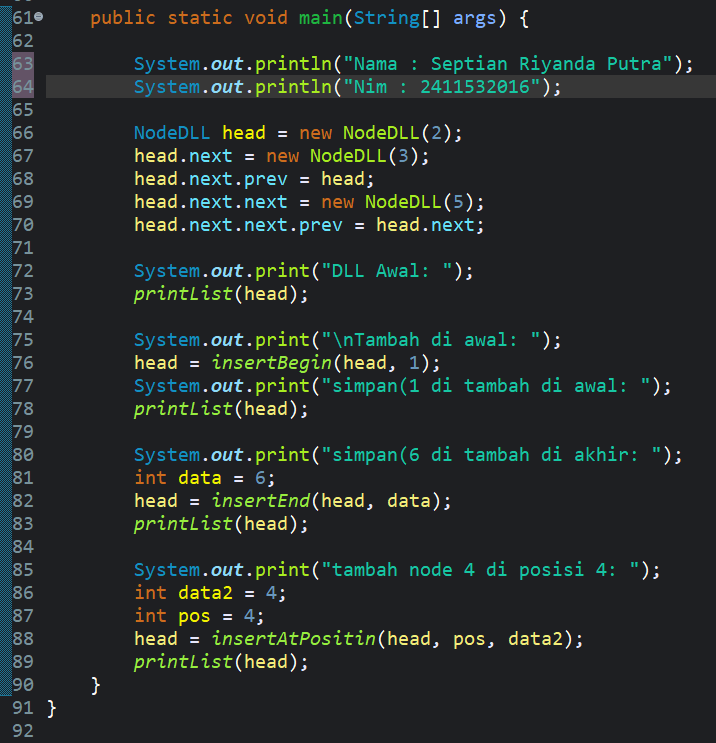 61    public static void main(String[] args) {
62
63        System.out.println("Nama : Septian Riyanda Putra");
64        System.out.println("Nim : 2411532016");
65
66        NodeDLL head = new NodeDLL(2);
67        head.next = new NodeDLL(3);
68        head.next.prev = head;
69        head.next.next = new NodeDLL(5);
70        head.next.next.prev = head.next;
71
72        System.out.print("DLL Awal: ");
73        printList(head);
74
75        System.out.print("\nTambah di awal: ");
76        head = insertBegin(head, 1);
77        System.out.print("simpan(1 di tambah di awal: ");
78        printList(head);
79
80        System.out.print("simpan(6 di tambah di akhir: ");
81        int data = 6;
82        head = insertEnd(head, data);
83        printList(head);
84
85        System.out.print("tambah node 4 di posisi 4: ");
86        int data2 = 4;
87        int pos = 4;
88        head = insertAtPositin(head, pos, data2);
89        printList(head);
90    }
91 }
92